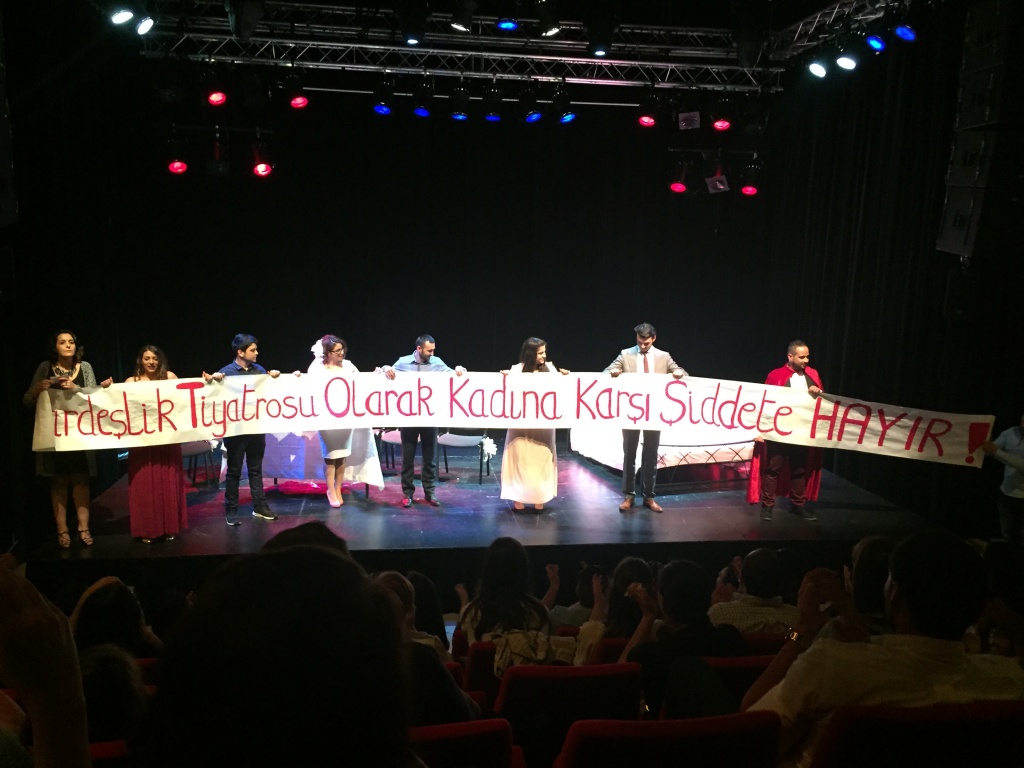 irdeşlik Tiyatrosu Olarak Kadına Karşı Şiddete HAYIR !